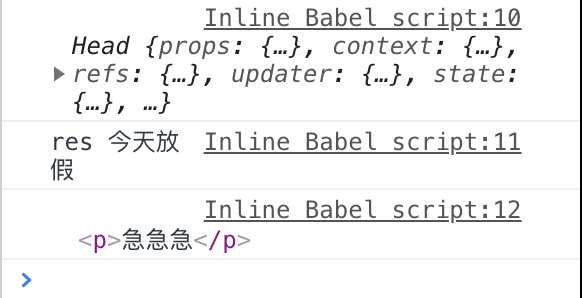 Inline Babel script:10
Head {props: {…}, context: {…},
refs: {…}, updater: {…}, state:
{…}, …}
res 今天放 Inline Babel script:11
假
Inline Babel script:12
<p>急急急</p>